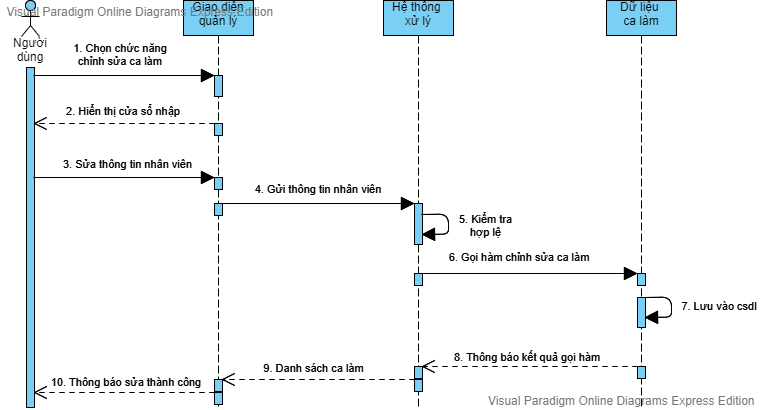 Visual Paradigm Online Diagrams Express Edition
Giao diện
quản lý
Hệ thống
xử lý
Dữ liệu
ca làm
Người
dùng
1. Chọn chức năng
chỉnh sửa ca làm
2. Hiển thị cửa sổ nhập
3. Sửa thông tin nhân viên
4. Gửi thông tin nhân viên
5. Kiểm tra
hợp lệ
6. Gọi hàm chỉnh sửa ca làm
7. Lưu vào csdl
8. Thông báo kết quả gọi hàm
9. Danh sách ca làm
10. Thông báo sửa thành công
Visual Paradigm Online Diagrams Express Edition